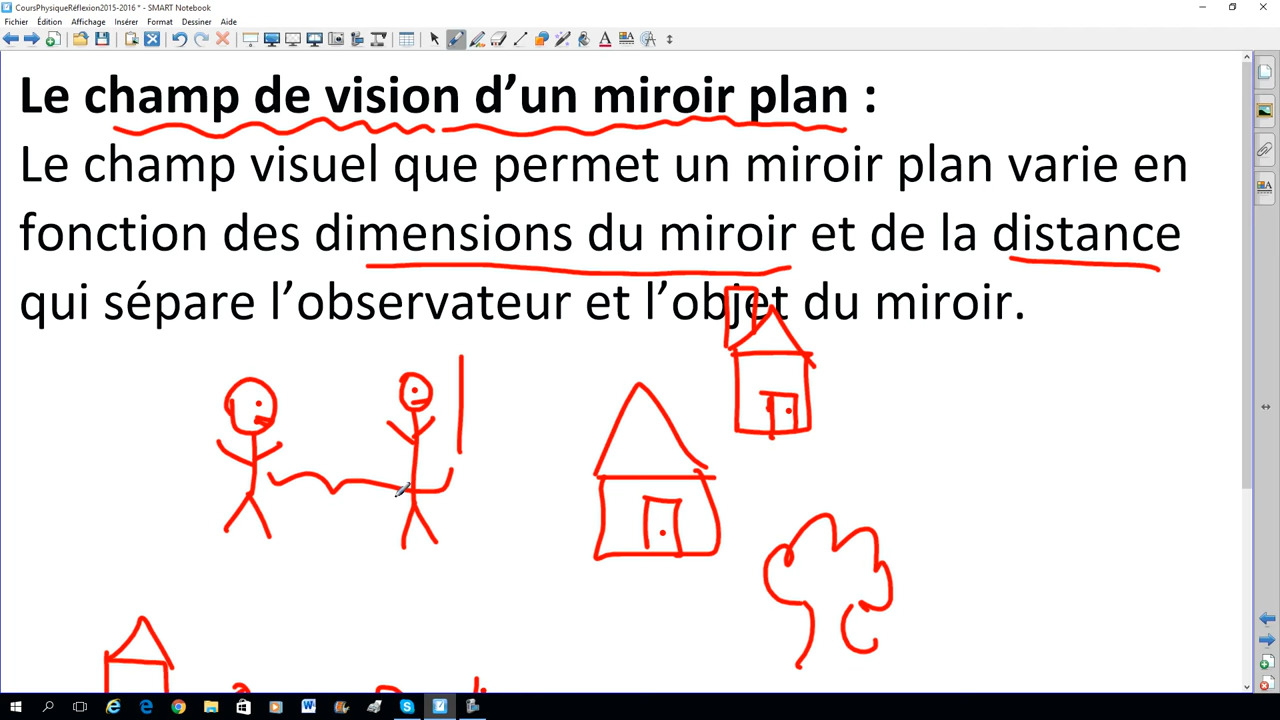 CoursPhysiqueRéflexion2015-2016 * - SMART Notebook
Fichier Édition Affichage Insérer Format Dessiner Aide
Le champ de vision d’un miroir plan :
Le champ visuel que permet un miroir plan varie en
fonction des dimensions du miroir et de la distance
qui sépare l’observateur et l’objet du miroir.